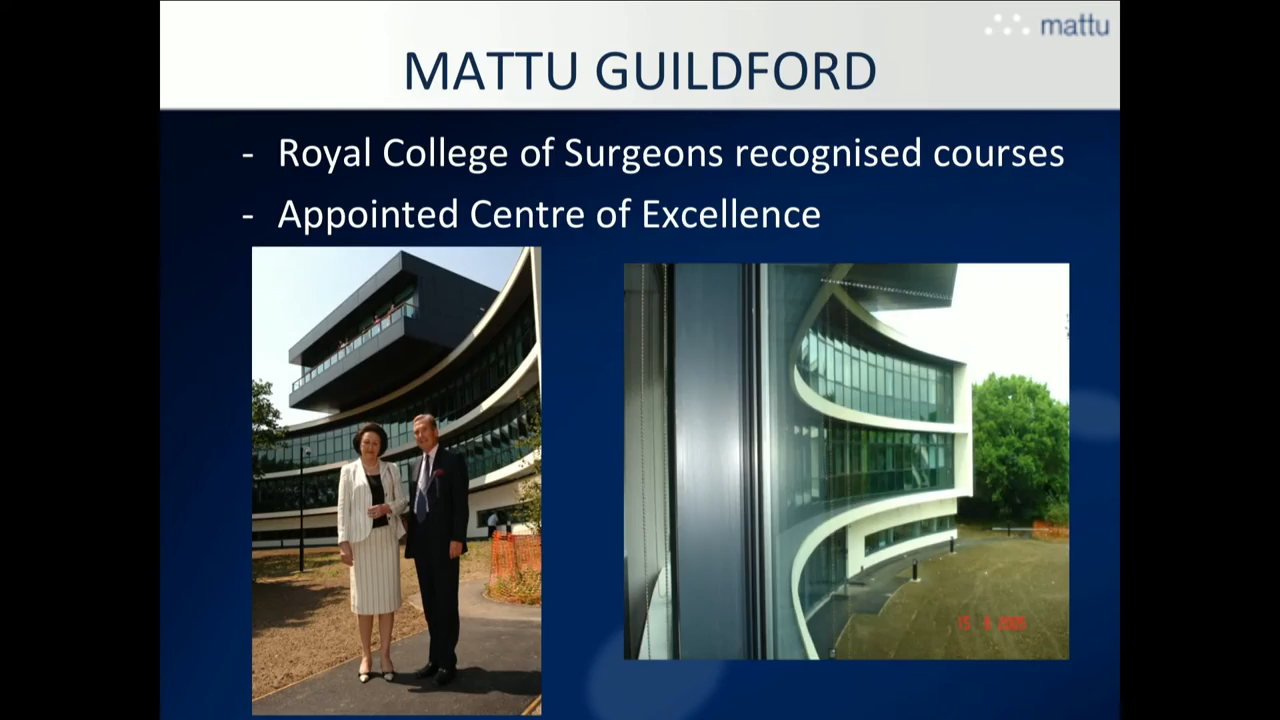 mattu
MATTU GUILDFORD
- Royal College of Surgeons recognised courses
- Appointed Centre of Excellence